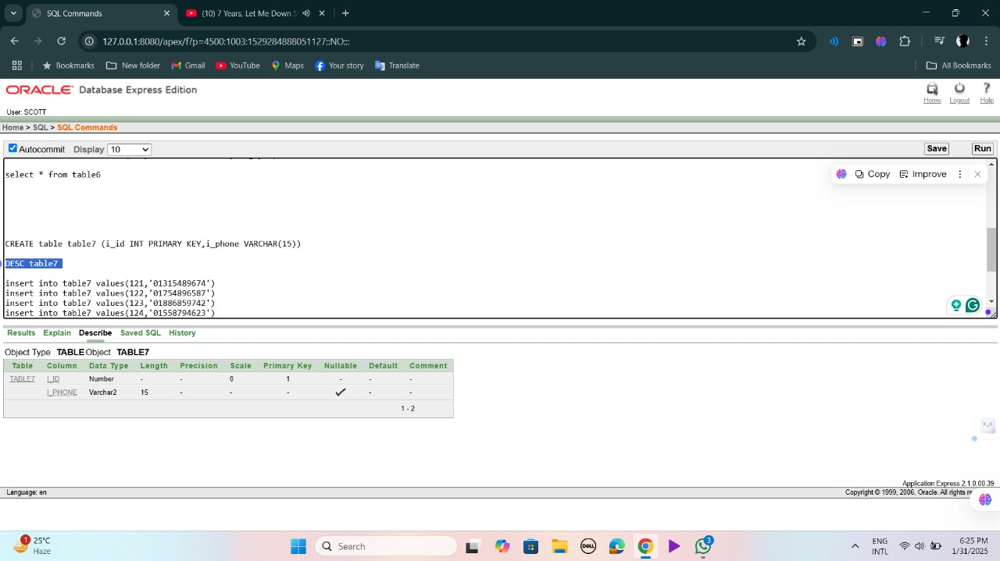 SQL Commands
(10) 7 Years, Let Me Down S
127.0.0.1:8080/apex/f?p=4500:1003:1529284888051127::NO:::
Bookmarks
New folder
Gmail
YouTube
Maps
Your story
Translate
All Bookmarks
ORACLE Database Express Edition
Home
Logout
Help
User: SCOTT
Home > SQL > SQL Commands
Autocommit Display 10
Save
Run
select * from table6
Copy
Improve
CREATE table table7 (i_id INT PRIMARY KEY,i_phone VARCHAR(15))
DESC table7
insert into table7 values(121,'01315489674')
insert into table7 values(122,'01754896587')
insert into table7 values(123,'01886859742')
insert into table7 values(124,'01558794623')
Results Explain Describe Saved SQL History
Object Type TABLE Object TABLE7
Table Column Data Type Length Precision Scale Primary Key Nullable Default Comment
TABLE7 I_ID Number - - 0 1 - - -
I_PHONE Varchar2 15 - - - ✓ - -
1 - 2
Application Express 2.1.0.00.39
Language: en
Copyright © 1999, 2006, Oracle. All rights re
1
25°C
Haze
Search
DELL
3
ENG
INTL
6:25 PM
1/31/2025